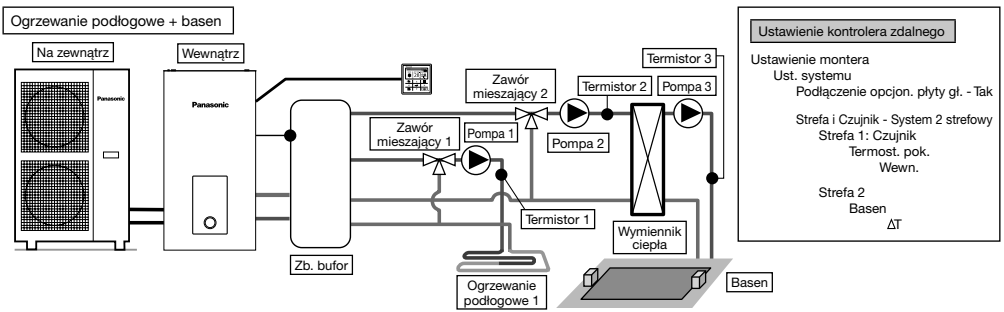 Ogrzewanie podłogowe + basen
Na zewnątrz
Wewnątrz
Panasonic
Panasonic
Zb. bufor
Zawór
mieszający 1
Pompa 1
Termistor 1
Ogrzewanie
podłogowe 1
Zawór
mieszający 2
Pompa 2
Termistor 2
Wymiennik
ciepła
Pompa 3
Termistor 3
Basen
Ustawienie kontrolera zdalnego
Ustawienie montera
Ust. systemu
Podłączenie opcjon. płyty gł. - Tak
Strefa i Czujnik - System 2 strefowy
Strefa 1: Czujnik
Termost. pok.
Wewn.
Strefa 2
Basen
ΔT